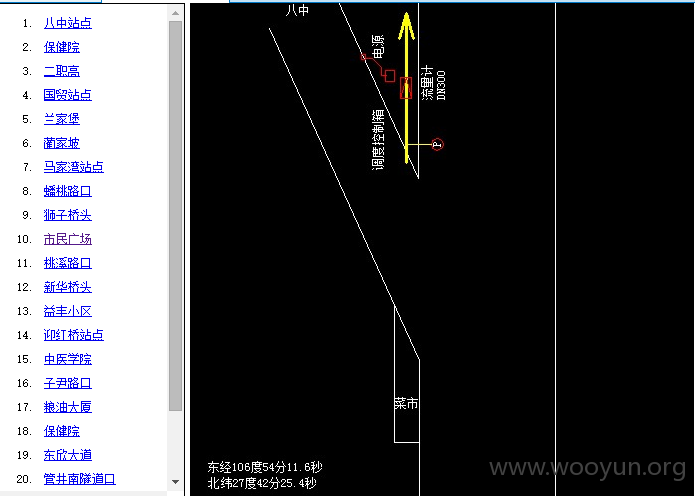 1. 八中站点
2. 保健院
3. 二职高
4. 国贸站点
5. 兰家堡
6. 蔺家坡
7. 马家湾站点
8. 蟠桃路口
9. 狮子桥头
10. 市民广场
11. 桃溪路口
12. 新华桥头
13. 益丰小区
14. 迎红桥站点
15. 中医学院
16. 子尹路口
17. 粮油大厦
18. 保健院
19. 东欣大道
20. 管井南隧道口
八中
电源
流量计
DN300
调度控制箱
P
菜市
东经106度54分11.6秒
北纬27度42分25.4秒
www.wooyun.org